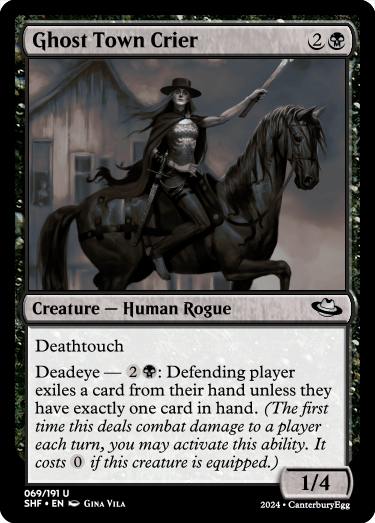 Ghost Town Crier 2
Creature — Human Rogue
Deathtouch
Deadeye — 2 : Defending player
exiles a card from their hand unless they
have exactly one card in hand. (The first
time this deals combat damage to a player
each turn, you may activate this ability. It
costs 0 if this creature is equipped.)
1/4
069/191 U
SHF • EN Gina Vila
2024 - CanterburyEgg